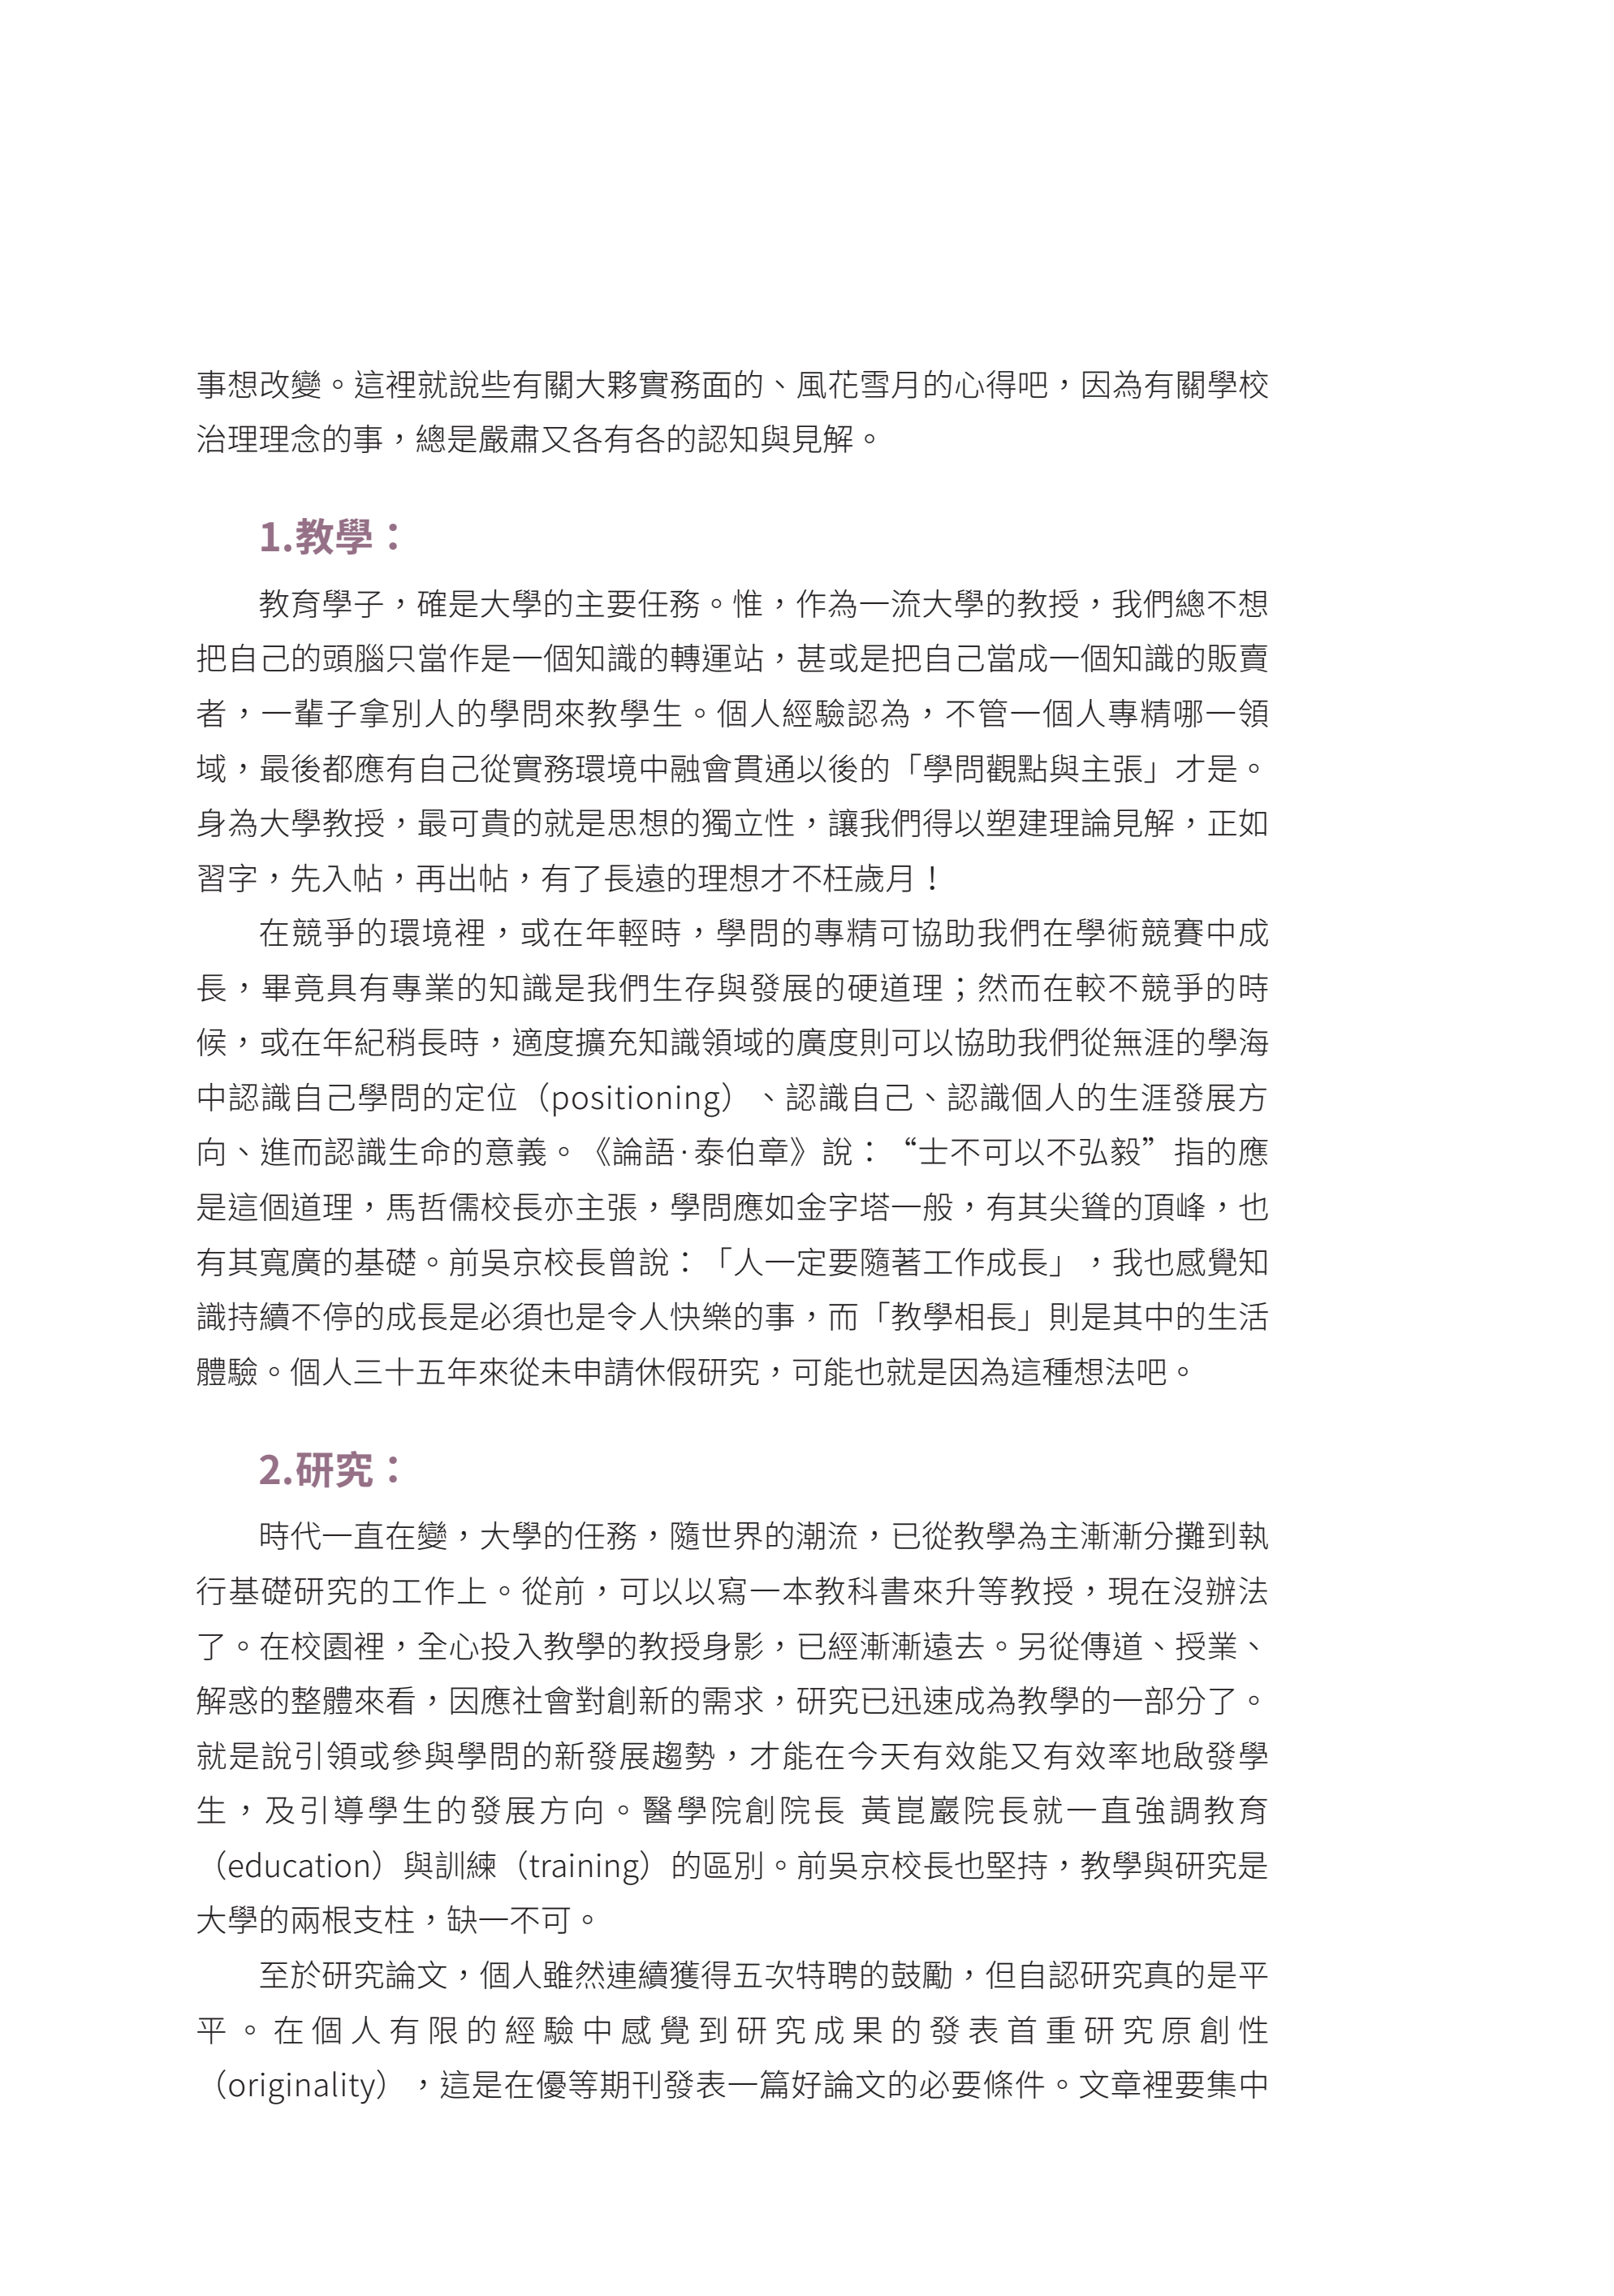 事想改變。這裡就說些有關大夥實務面的、風花雪月的心得吧，因為有關學校
治理理念的事，總是嚴肅又各有各的認知與見解。
1.教學：
教育學子，確是大學的主要任務。惟，作為一流大學的教授，我們總不想
把自己的頭腦只當作是一個知識的轉運站，甚或是把自己當成一個知識的販賣
者，一輩子拿別人的學問來教學生。個人經驗認為，不管一個人專精哪一領
域，最後都應有自己從實務環境中融會貫通以後的「學問觀點與主張」才是。
身為大學教授，最可貴的就是思想的獨立性，讓我們得以塑建理論見解，正如
習字，先入帖，再出帖，有了長遠的理想才不枉歲月！
在競爭的環境裡，或在年輕時，學問的專精可協助我們在學術競賽中成
長，畢竟具有專業的知識是我們生存與發展的硬道理；然而在較不競爭的時
候，或在年紀稍長時，適度擴充知識領域的廣度則可以協助我們從無涯的學海
中認識自己學問的定位（positioning）、認識自己、認識個人的生涯發展方
向、進而認識生命的意義。《論語·泰伯章》說：“士不可以不弘毅”指的應
是這個道理，馬哲儒校長亦主張，學問應如金字塔一般，有其尖聳的頂峰，也
有其寬廣的基礎。前吳京校長曾說：「人一定要隨著工作成長」，我也感覺知
識持續不停的成長是必須也是令人快樂的事，而「教學相長」則是其中的生活
體驗。個人三十五年來從未申請休假研究，可能也就是因為這種想法吧。
2.研究：
時代一直在變，大學的任務，隨世界的潮流，已從教學為主漸漸分攤到執
行基礎研究的工作上。從前，可以以寫一本教科書來升等教授，現在沒辦法
了。在校園裡，全心投入教學的教授身影，已經漸漸遠去。另從傳道、授業、
解惑的整體來看，因應社會對創新的需求，研究已迅速成為教學的一部分了。
就是說引領或參與學問的新發展趨勢，才能在今天有效能又有效率地啟發學
生，及引導學生的發展方向。醫學院創院長 黃崑巖院長就一直強調教育
（education）與訓練（training）的區別。前吳京校長也堅持，教學與研究是
大學的兩根支柱，缺一不可。
至於研究論文，個人雖然連續獲得五次特聘的鼓勵，但自認研究真的是平
平。在個人有限的經驗中感覺到研究成果的發表首重研究原創性
（originality），這是在優等期刊發表一篇好論文的必要條件。文章裡要集中